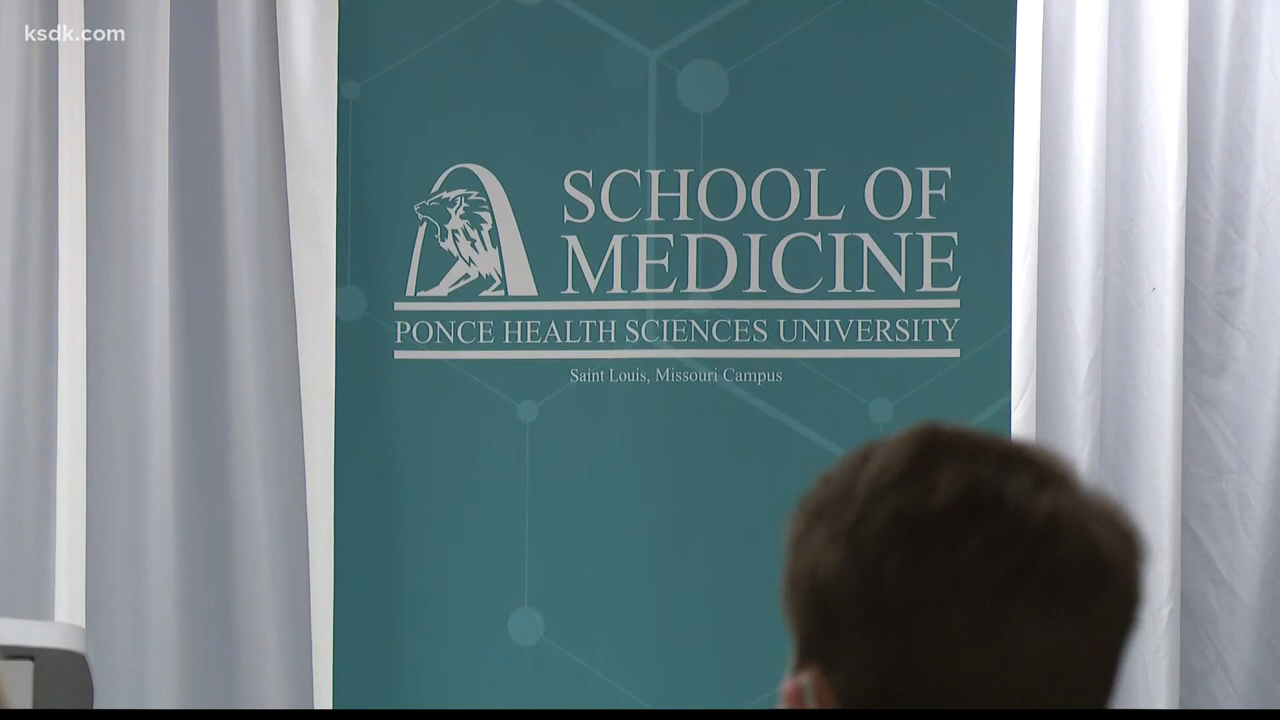 ksdk.com
SCHOOL OF
MEDICINE
PONCE HEALTH SCIENCES UNIVERSITY
Saint Louis, Missouri Campus